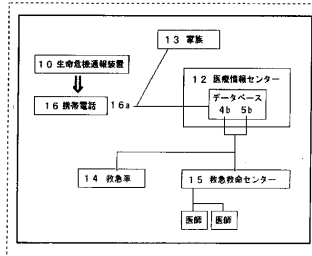 13 家族
10 生命危機通報装置
12 医療情報センター
16 携帯電話 16a
データベース
4b 5b
14 救急車
15 救急救命センター
医師 医師